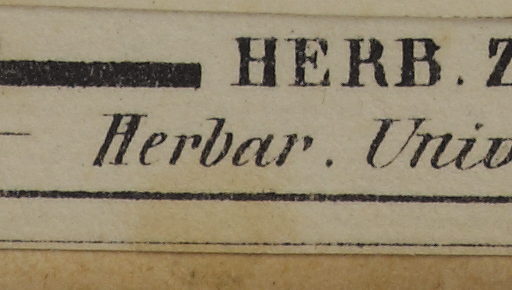 HERB. Z
Herbar. Univ